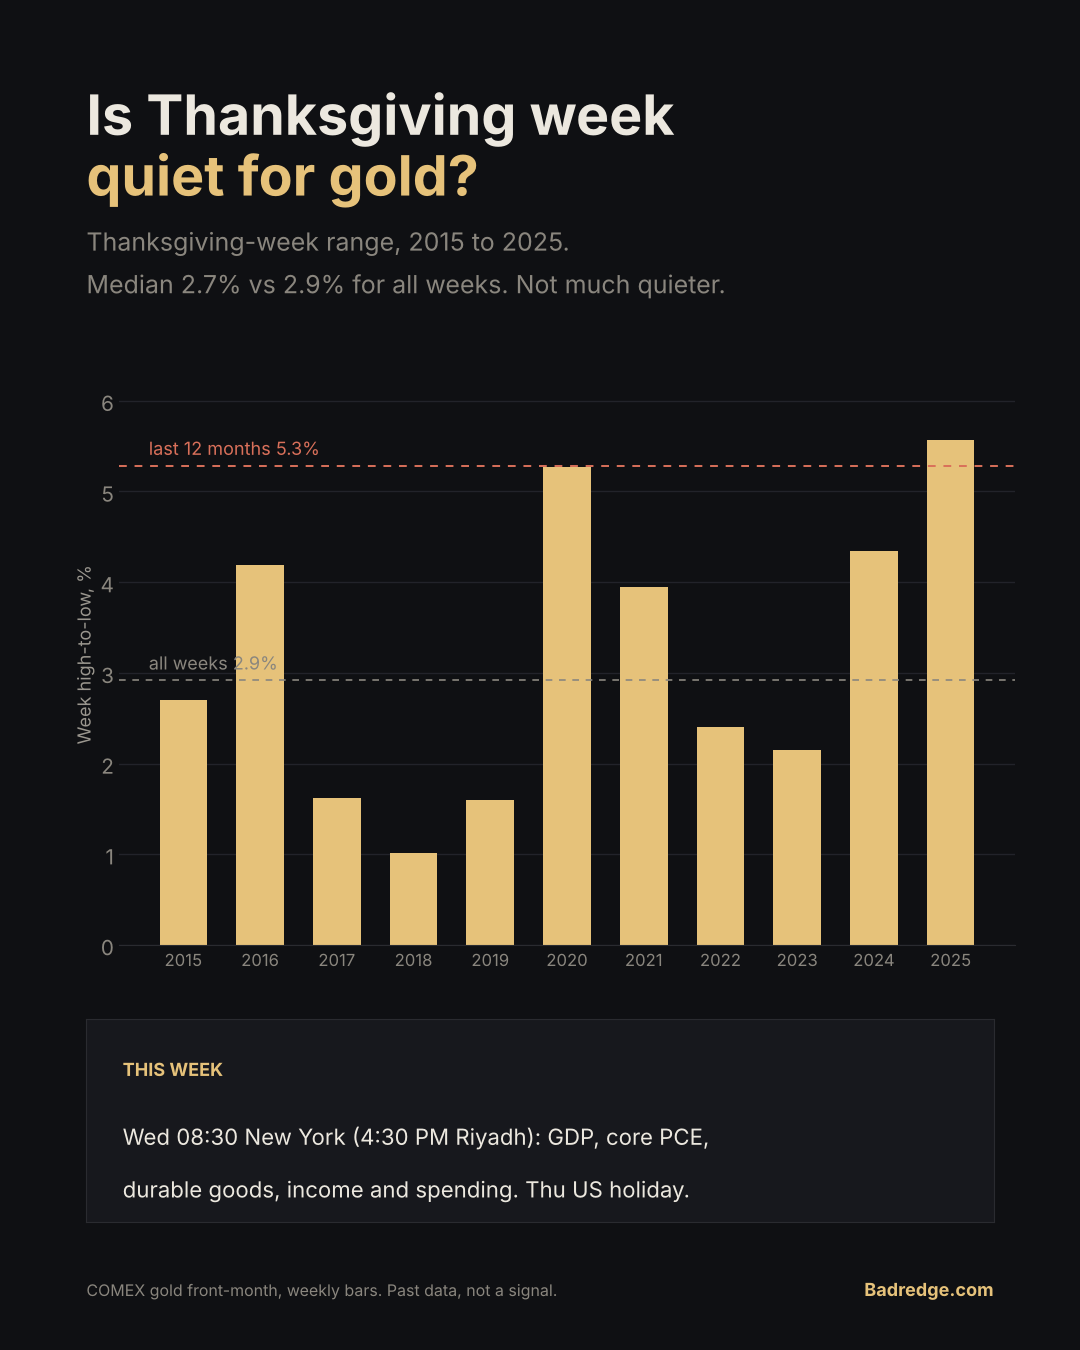 Is Thanksgiving week
quiet for gold?
Thanksgiving-week range, 2015 to 2025.
Median 2.7% vs 2.9% for all weeks. Not much quieter.
6
last 12 months 5.3%
5
4
Week high-to-low, %
all weeks 2.9%
3
2
1
0
2015 2016 2017 2018 2019 2020 2021 2022 2023 2024 2025
THIS WEEK
Wed 08:30 New York (4:30 PM Riyadh): GDP, core PCE,
durable goods, income and spending. Thu US holiday.
COMEX gold front-month, weekly bars. Past data, not a signal.
Badredge.com